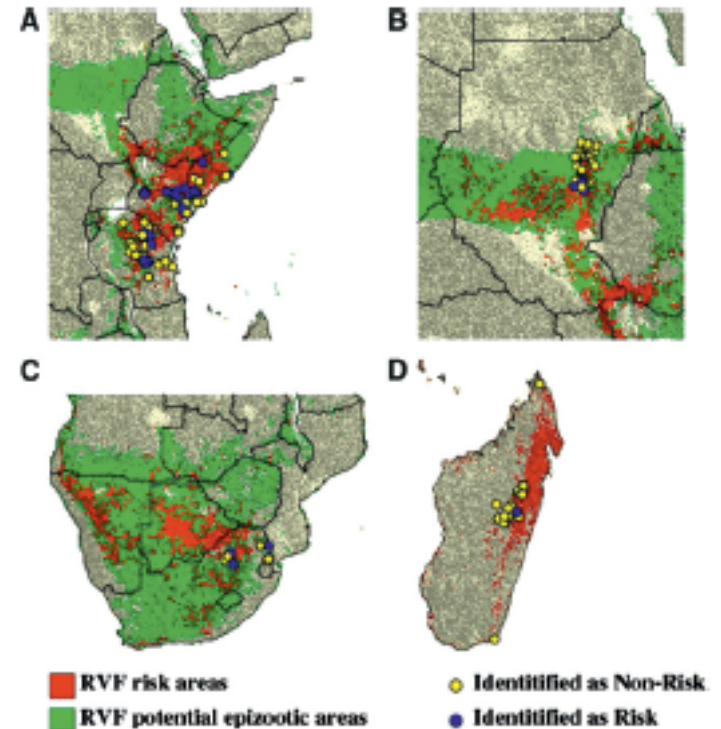 A
B
C
D
RVF risk areas
Identitified as Non-Risk
RVF potential epizootic areas
Identitified as Risk